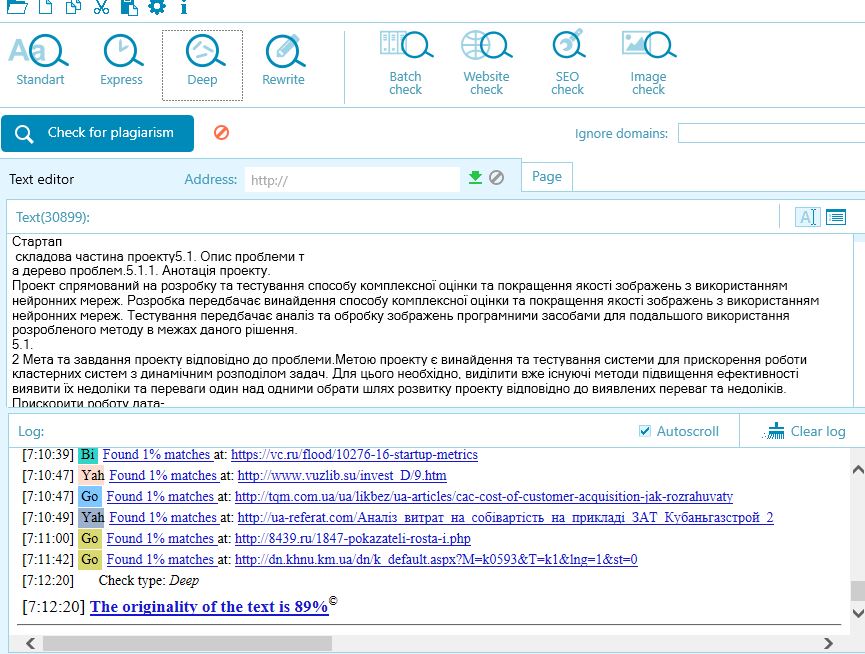 Aa
Standart
Express
Deep
Rewrite
Batch check
Website check
SEO check
Image check
Check for plagiarism
Ignore domains:
Text editor
Address:
http://
Page
Text(30899):
A
Стартап
складова частина проекту5.1. Опис проблеми т
а дерево проблем.5.1.1. Анотація проекту.
Проект спрямований на розробку та тестування способу комплексної оцінки та покращення якості зображень з використанням
нейронних мереж. Розробка передбачає винайдення способу комплексної оцінки та покращення якості зображень з використанням
нейронних мереж. Тестування передбачає аналіз та обробку зображень програмними засобами для подальшого використання
розробленого методу в межах даного рішення.
5.1.
2 Мета та завдання проекту відповідно до проблеми.Метою проекту є винайдення та тестування системи для прискорення роботи
кластерних систем з динамічним розподілом задач. Для цього необхідно, виділити вже існуючі методи підвищення ефективності
виявити їх недоліки та переваги один над одними обрати шлях розвитку проекту відповідно до виявлених переваг та недоліків.
Прискорити роботу дата-
Log:
Autoscroll
Clear log
[7:10:39] Bi Found 1% matches at: https://vc.ru/flood/10276-16-startup-metrics
[7:10:47] Yah Found 1% matches at: http://www.vuzlib.su/invest_D/9.htm
[7:10:47] Go Found 1% matches at: http://tqm.com.ua/ua/likbez/ua-articles/cac-cost-of-customer-acquisition-jak-rozrahuvaty
[7:10:49] Yah Found 1% matches at: http://ua-referat.com/Аналіз_витрат_на_собівартість_на_прикладі_ЗАТ_Кубаньгазстрой_2
[7:11:00] Go Found 1% matches at: http://8439.ru/1847-pokazateli-rosta-i.php
[7:11:42] Go Found 1% matches at: http://dn.khnu.km.ua/dn/k_default.aspx?M=k0593&T=k1&lng=1&st=0
[7:12:20] Check type: Deep
[7:12:20] The originality of the text is 89%©